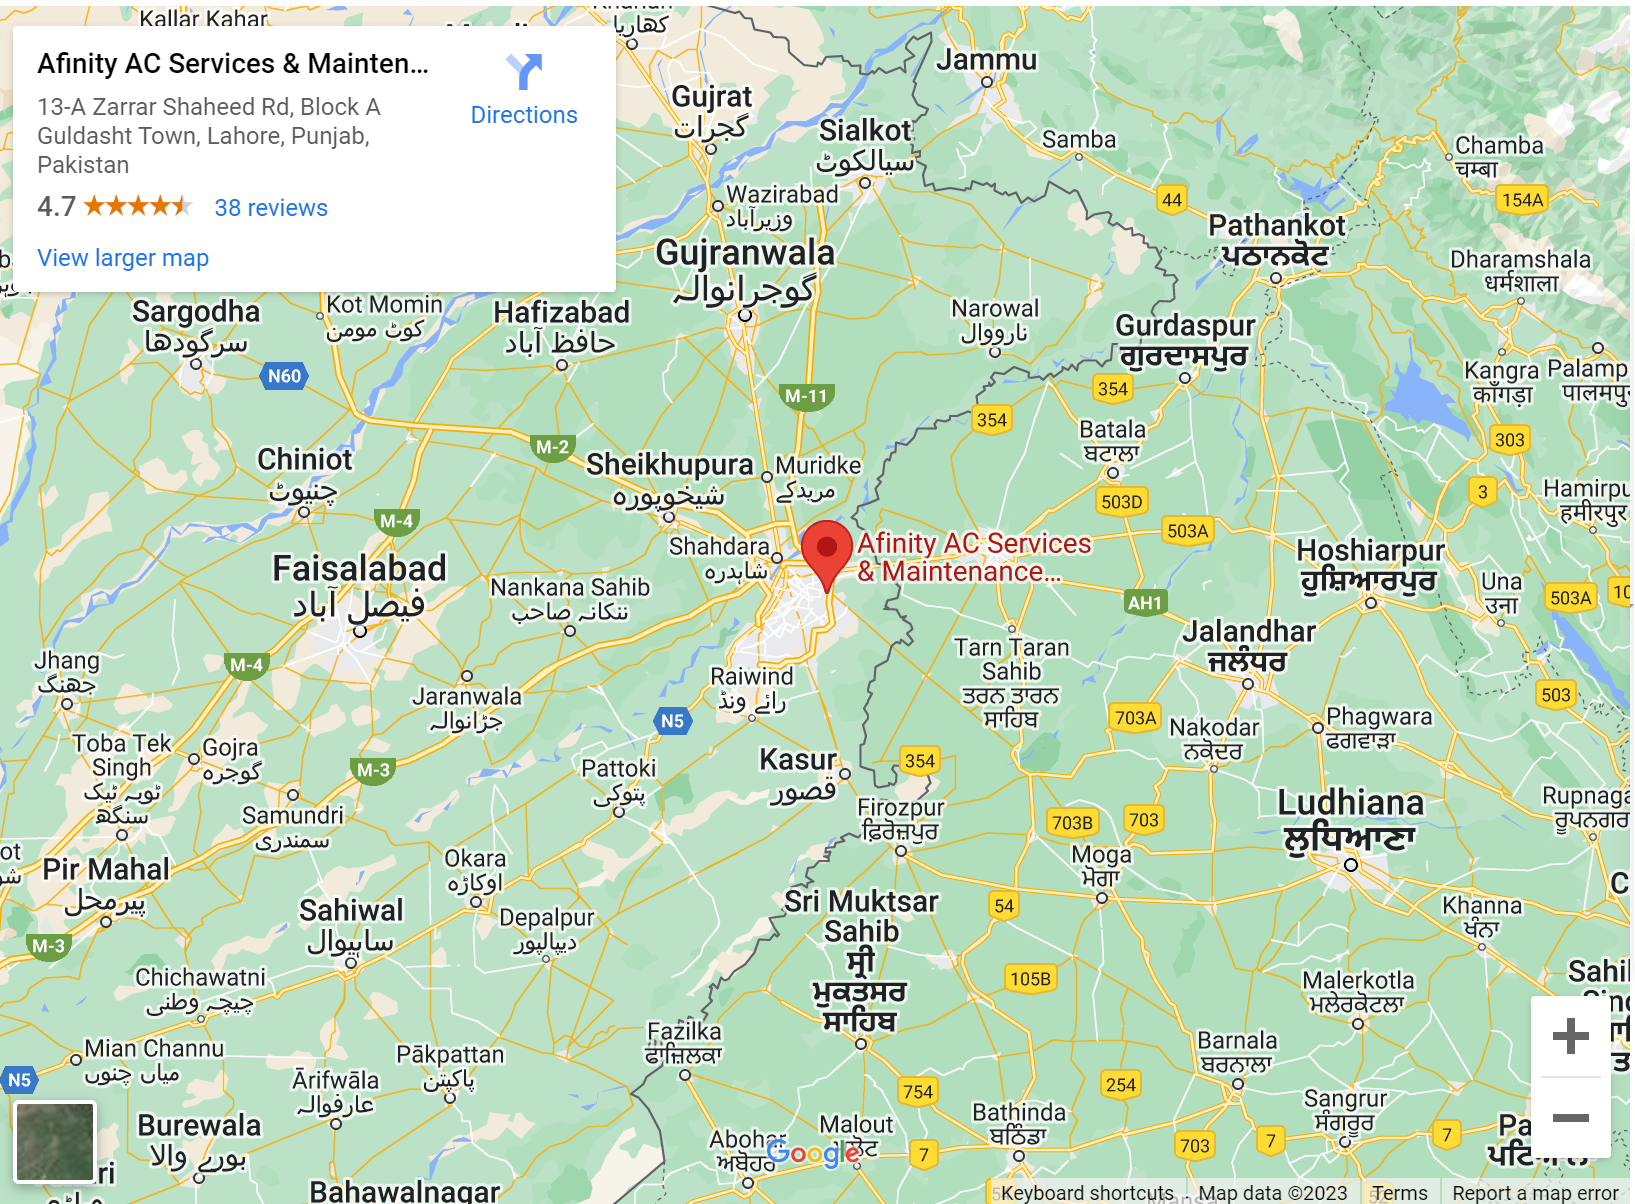 Kallar Kahar
کھاریاں
Afinity AC Services & Mainten...
Directions
13-A Zarrar Shaheed Rd, Block A
Guldasht Town, Lahore, Punjab,
Pakistan
4.7
38 reviews
View larger map
Jammu
Gujrat
گجرات
Sialkot
سیالکوٹ
Samba
Chamba
चम्बा
44
154A
Wazirabad
وزیرآباد
Pathankot
ਪਠਾਨਕੋਟ
Gujranwala
گوجرانوالہ
Dharamshala
धर्मशाला
Sargodha
سرگودھا
Kot Momin
کوٹ مومن
Hafizabad
حافظ آباد
Narowal
نارووال
Gurdaspur
ਗੁਰਦਾਸਪੁਰ
N60
M-11
354
354
Kangra
काँगड़ा
Palamp
पालमपु
M-2
Batala
ਬਟਾਲਾ
303
Chiniot
چنیوٹ
Sheikhupura
شیخوپورہ
Muridke
مریدکے
503D
3
Hamirpu
हमीरपुर
M-4
503A
Shahdara
شاہدرہ
Afinity AC Services
& Maintenance...
Hoshiarpur
ਹੁਸ਼ਿਆਰਪੁਰ
Faisalabad
فیصل آباد
Nankana Sahib
ننکانہ صاحب
AH1
Una
ऊना
503A
10
Jalandhar
ਜਲੰਧਰ
Tarn Taran
Sahib
ਤਰਨ ਤਾਰਨ
ਸਾਹਿਬ
Jhang
جھنگ
M-4
Raiwind
رائے ونڈ
Jaranwala
جڑانوالہ
N5
503
703A
Nakodar
ਨਕੋਦਰ
Phagwara
ਫਗਵਾੜਾ
Toba Tek
Singh
ٹوبہ ٹیک
سنگھ
Gojra
گوجرہ
M-3
Pattoki
پتوکی
Kasur
قصور
354
Samundri
سمندری
Firozpur
ਫ਼ਿਰੋਜ਼ਪੁਰ
703B
703
Ludhiana
ਲੁਧਿਆਣਾ
Rupnaga
ਰੂਪਨਗਰ
Pir Mahal
پیرمحل
Okara
اوکاڑہ
Moga
ਮੋਗਾ
Sahiwal
ساہیوال
Depalpur
دیپالپور
Sri Muktsar
Sahib
ਸ੍ਰੀ
ਮੁਕਤਸਰ
ਸਾਹਿਬ
54
Khanna
ਖੰਨਾ
M-3
Chichawatni
چیچہ وطنی
105B
Malerkotla
ਮਲੇਰਕੋਟਲਾ
Sahil
Fazilka
ਫਾਜ਼ਿਲਕਾ
Mian Channu
میاں چنوں
N5
Pākpattan
پاکپتن
Ārifwāla
عارفوالہ
Barnala
ਬਰਨਾਲਾ
754
254
Burewala
بورے والا
Abohar
ਅਬੋਹਰ
Malout
Bathinda
ਬਠਿੰਡਾ
Sangrur
ਸੰਗਰੂਰ
Google
7
703
7
7
Pa
Bahawalnagar
Keyboard shortcuts
Map data ©2023
Terms
Report a map error